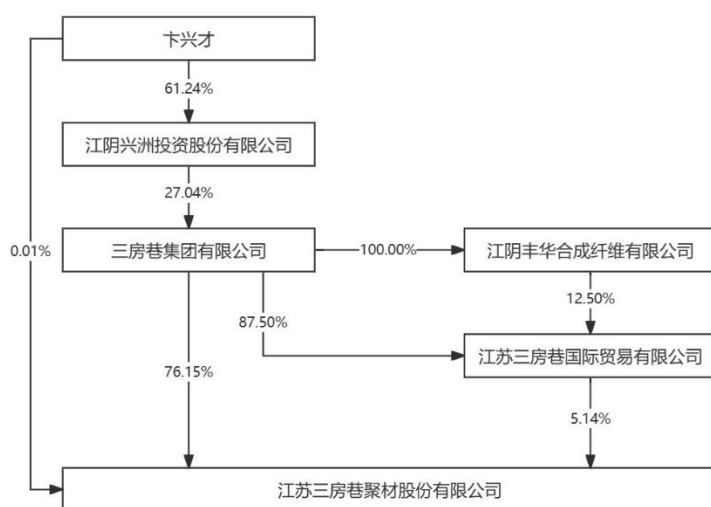 卞兴才
61.24%
江阴兴洲投资股份有限公司
27.04%
0.01%
三房巷集团有限公司
100.00%
江阴丰华合成纤维有限公司
12.50%
87.50%
江苏三房巷国际贸易有限公司
76.15%
5.14%
江苏三房巷聚材股份有限公司